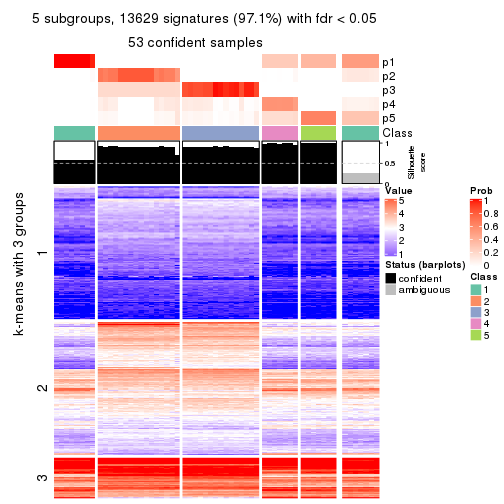 5 subgroups, 13629 signatures (97.1%) with fdr < 0.05
53 confident samples
p1
p2
p3
p4
p5
Class
1
0.5
0
Silhouette
score
k-means with 3 groups
1
2
3
Value
5
4
3
2
1
Status (barplots)
confident
ambiguous
Prob
1
0.8
0.6
0.4
0.2
0
Class
1
2
3
4
5